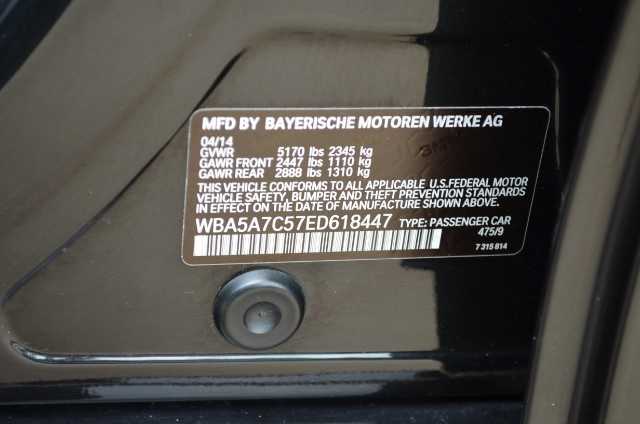 MFD BY BAYERISCHE MOTOREN WERKE AG
04/14
GVWR 5170 lbs 2345 kg
GAWR FRONT 2447 lbs 1110 kg
GAWR REAR 2888 lbs 1310 kg
THIS VEHICLE CONFORMS TO ALL APPLICABLE U.S.FEDERAL MOTOR
VEHICLE SAFETY, BUMPER AND THEFT PREVENTION STANDARDS
IN EFFECT ON THE DATE OF MANUFACTURE SHOWN ABOVE.
WBA5A7C57ED618447 TYPE: PASSENGER CAR
475/9
7 315 814